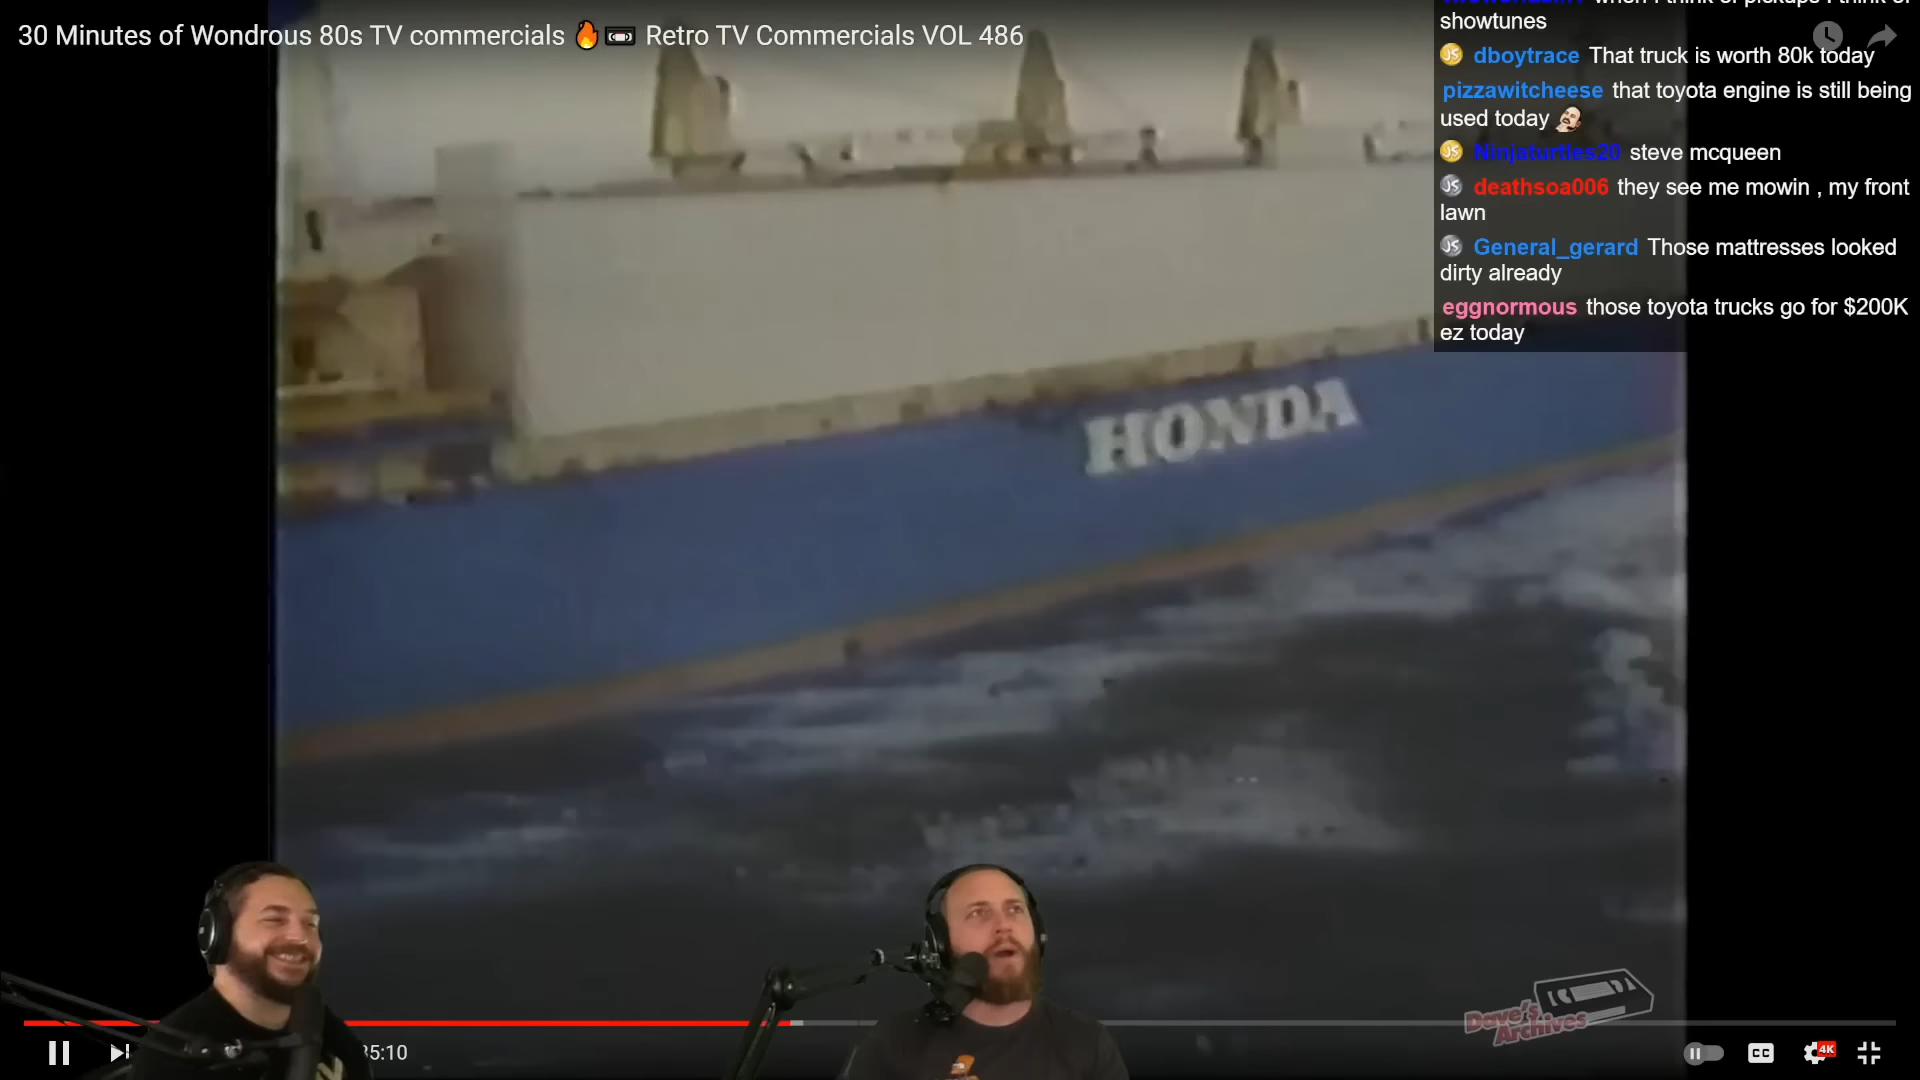 30 Minutes of Wondrous 80s TV commercials 🔥📼 Retro TV Commercials VOL 486
showtunes
dboytrace That truck is worth 80k today
pizzawitcheese that toyota engine is still being
used today
Ninjaturtles20 steve mcqueen
deathsoa006 they see me mowin , my front
lawn
General_gerard Those mattresses looked
dirty already
eggnormous those toyota trucks go for $200K
ez today
HONDA
Dave's
Archives
35:10
CC
4K